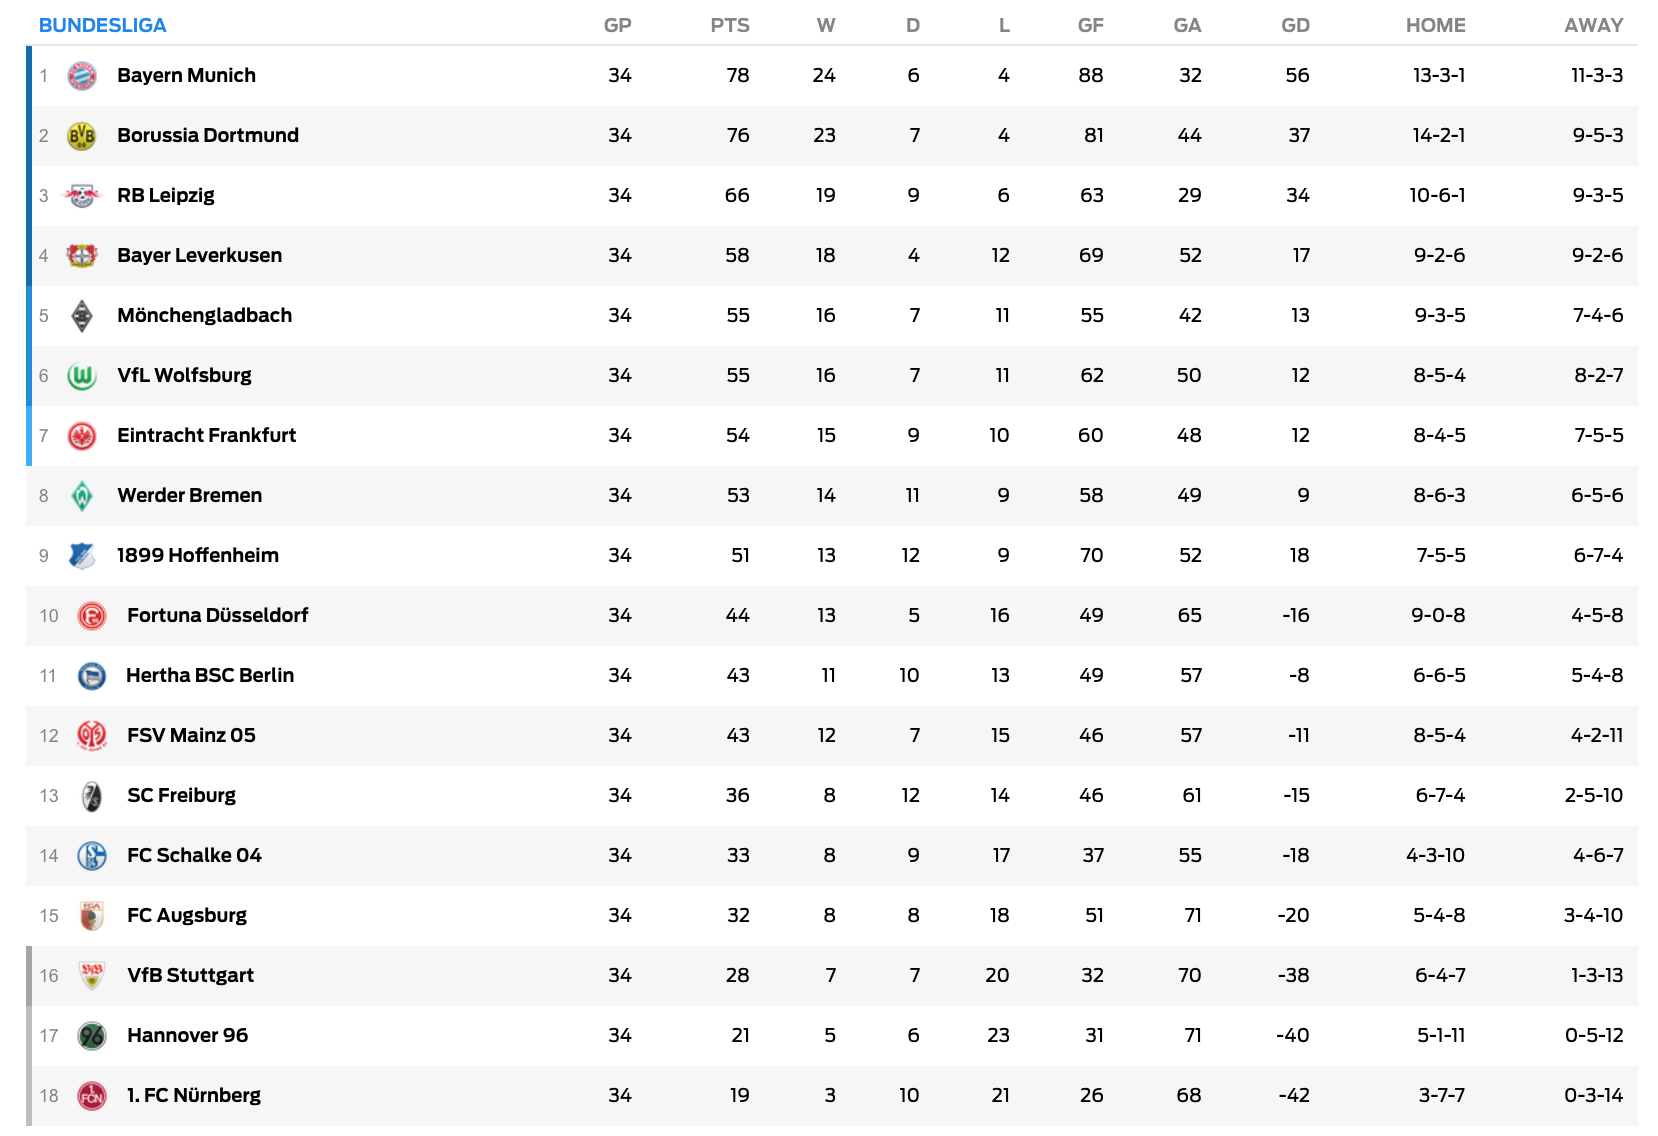 BUNDESLIGA GP PTS W D L GF GA GD HOME AWAY
1 Bayern Munich 34 78 24 6 4 88 32 56 13-3-1 11-3-3
2 BVB 09 Borussia Dortmund 34 76 23 7 4 81 44 37 14-2-1 9-5-3
3 RB Leipzig 34 66 19 9 6 63 29 34 10-6-1 9-3-5
4 Bayer Leverkusen 34 58 18 4 12 69 52 17 9-2-6 9-2-6
5 Mönchengladbach 34 55 16 7 11 55 42 13 9-3-5 7-4-6
6 W VfL Wolfsburg 34 55 16 7 11 62 50 12 8-5-4 8-2-7
7 Eintracht Frankfurt 34 54 15 9 10 60 48 12 8-4-5 7-5-5
8 W Werder Bremen 34 53 14 11 9 58 49 9 8-6-3 6-5-6
9 1899 Hoffenheim 34 51 13 12 9 70 52 18 7-5-5 6-7-4
10 F Fortuna Düsseldorf 34 44 13 5 16 49 65 -16 9-0-8 4-5-8
11 Hertha BSC Berlin 34 43 11 10 13 49 57 -8 6-6-5 5-4-8
12 FSV Mainz 05 34 43 12 7 15 46 57 -11 8-5-4 4-2-11
13 SC Freiburg 34 36 8 12 14 46 61 -15 6-7-4 2-5-10
14 FC Schalke 04 34 33 8 9 17 37 55 -18 4-3-10 4-6-7
15 FCA FC Augsburg 34 32 8 8 18 51 71 -20 5-4-8 3-4-10
16 VfB VfB Stuttgart 34 28 7 7 20 32 70 -38 6-4-7 1-3-13
17 96 Hannover 96 34 21 5 6 23 31 71 -40 5-1-11 0-5-12
18 1. FCN 1. FC Nürnberg 34 19 3 10 21 26 68 -42 3-7-7 0-3-14